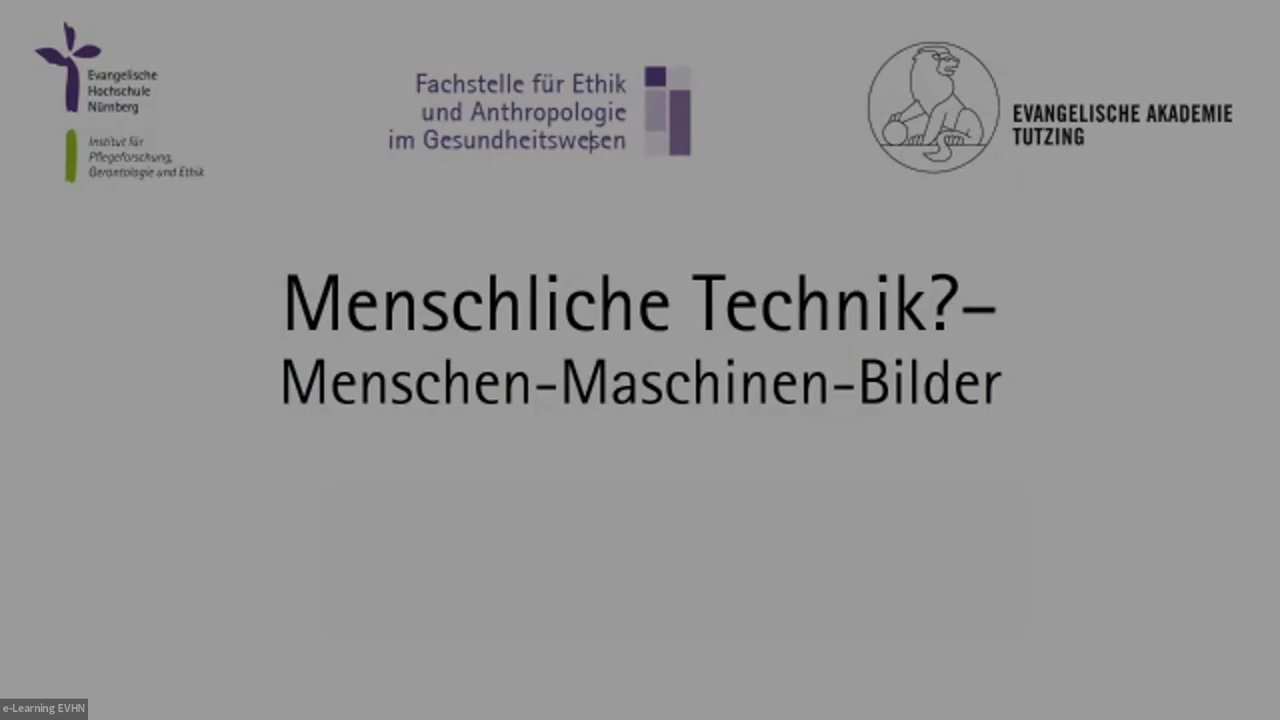 Evangelische
Hochschule
Nürnberg
Institut für
Pflegeforschung,
Gerontologie und Ethik
Fachstelle für Ethik
und Anthropologie
im Gesundheitswesen
EVANGELISCHE AKADEMIE
TUTZING
Menschliche Technik?–
Menschen-Maschinen-Bilder
e-Learning EVHN